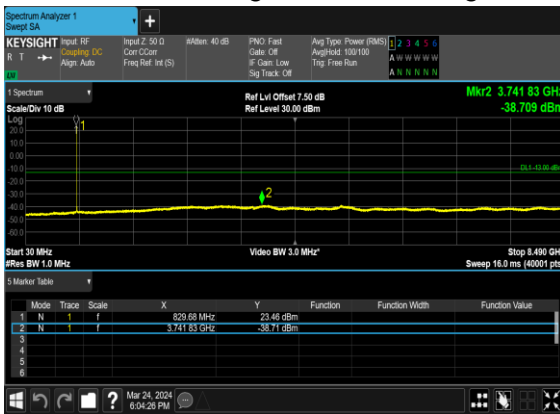 Spectrum Analyzer 1
Swept SA
+
KEYSIGHT Input: RF Input Z: 50 Ω #Atten: 40 dB PNO: Fast Avg Type: Power (RMS) 1 2 3 4 5 6
R T Coupling: DC Corr CCorr Gate: Off Avg|Hold: 100/100 A W W W W W
Align: Auto Freq Ref: Int (S) IF Gain: Low Trig: Free Run
Sig Track: Off A N N N N N
LV
1 Spectrum Ref Lvl Offset 7.50 dB Mkr2 3.741 83 GHz
Scale/Div 10 dB Ref Level 30.00 dBm -38.709 dBm
Log
20.0
10.0
0.00
-10.0
-20.0
-30.0
-40.0
-50.0
-60.0
1
DL1 -13.00 dBm
2
Start 30 MHz Video BW 3.0 MHz* Stop 8.490 GH
#Res BW 1.0 MHz Sweep 16.0 ms (40001 pts
5 Marker Table
Mode Trace Scale X Y Function Function Width Function Value
1 N 1 f 829.68 MHz 23.46 dBm
2 N 1 f 3.741 83 GHz -38.71 dBm
3
4
5
6
? Mar 24, 2024
6:04:26 PM